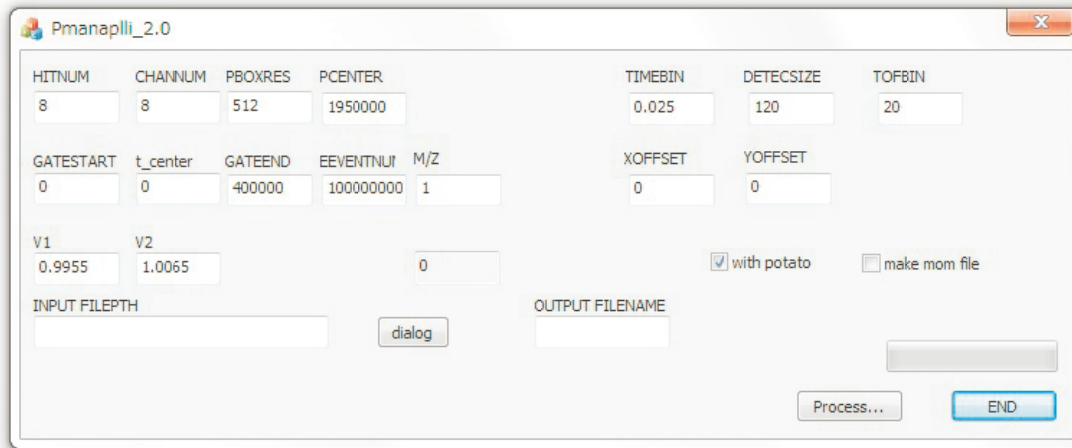 Pmanaplli_2.0
x
HITNUM CHANNUM PBOXRES PCENTER TIMEBIN DETECSIZE TOFBIN
8 8 512 1950000 0.025 120 20
GATESTART t_center GATEEND EEVENTNUI M/Z XOFFSET YOFFSET
0 0 400000 100000000 1 0 0
V1 V2
0.9955 1.0065 0 with potato make mom file
INPUT FILEPTH OUTPUT FILENAME
dialog
Process... END